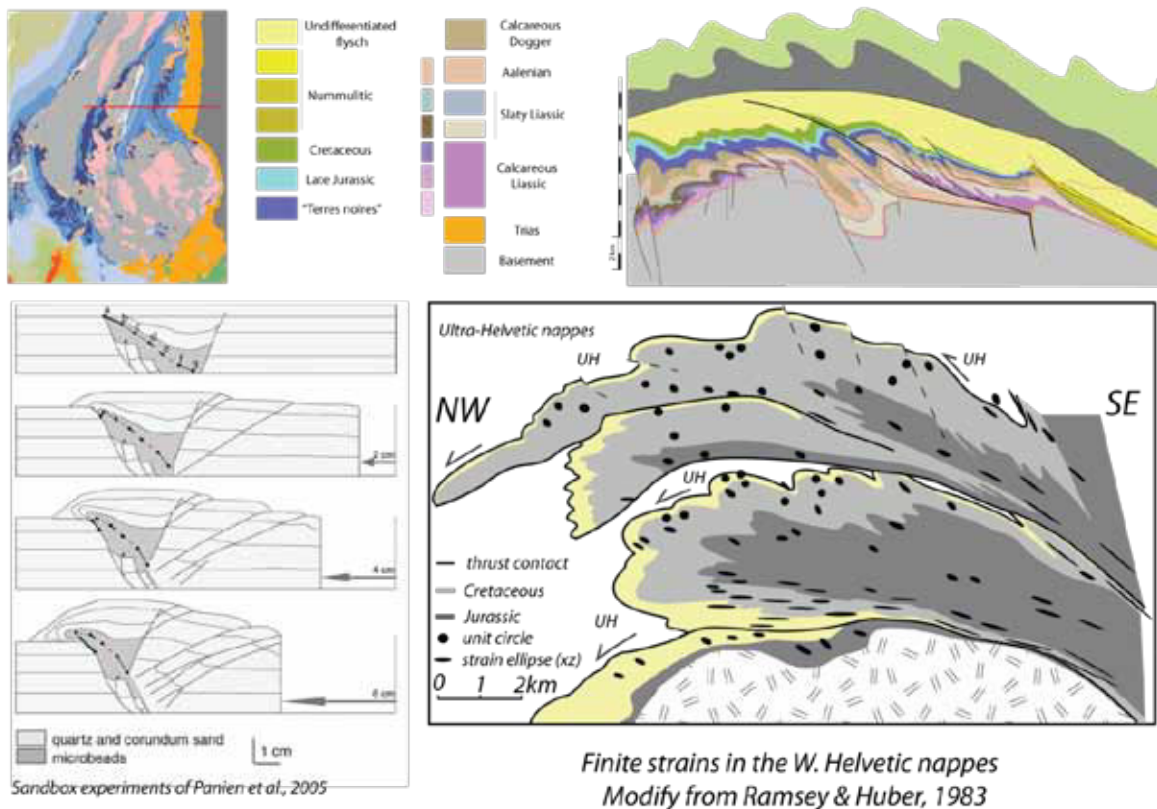 Undifferentiated
flysch
Nummulitic
Cretaceous
Late Jurassic
"Terres noires"
Calcareous
Dogger
Aalenian
Slaty Liassic
Calcareous
Liassic
Trias
Basement
2 km
2 cm
4 cm
6 cm
quartz and corundum sand
microbeads
1 cm
Sandbox experiments of Panien et al., 2005
Ultra-Helvetic nappes
UH
UH
NW
SE
UH
UH
thrust contact
Cretaceous
Jurassic
unit circle
strain ellipse (xz)
0 1 2km
Finite strains in the W. Helvetic nappes
Modify from Ramsey & Huber, 1983